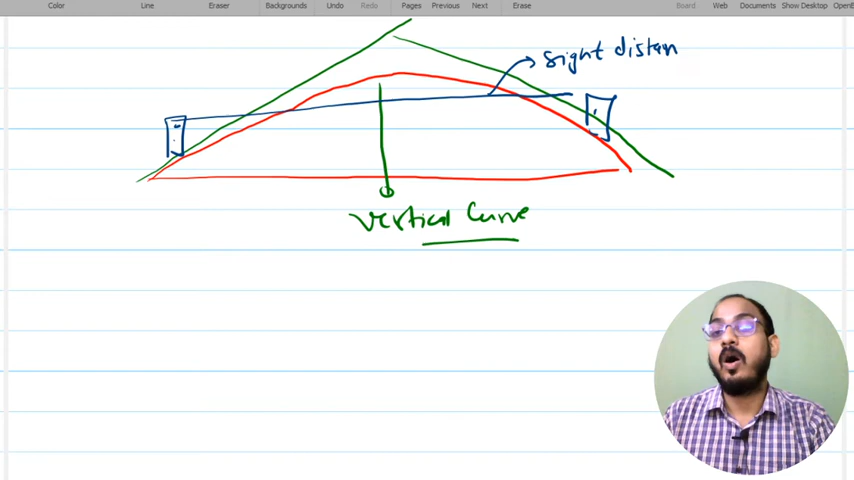 Color Line Eraser Backgrounds Undo Redo Pages Previous Next Erase Board Web Documents Show Desktop OpenB
sight distan
vertical Curve